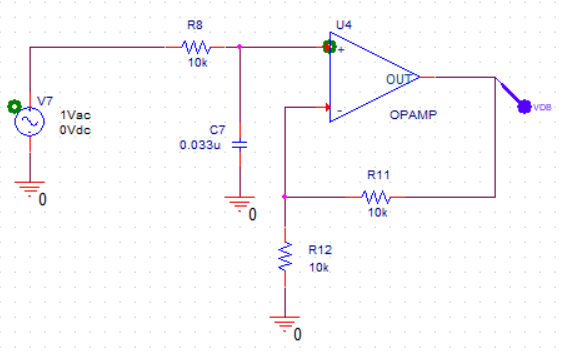 R8
10k
U4
+
OUT
-
OPAMP
VDB
V7
1Vac
0Vdc
0
C7
0.033u
0
R11
10k
R12
10k
0